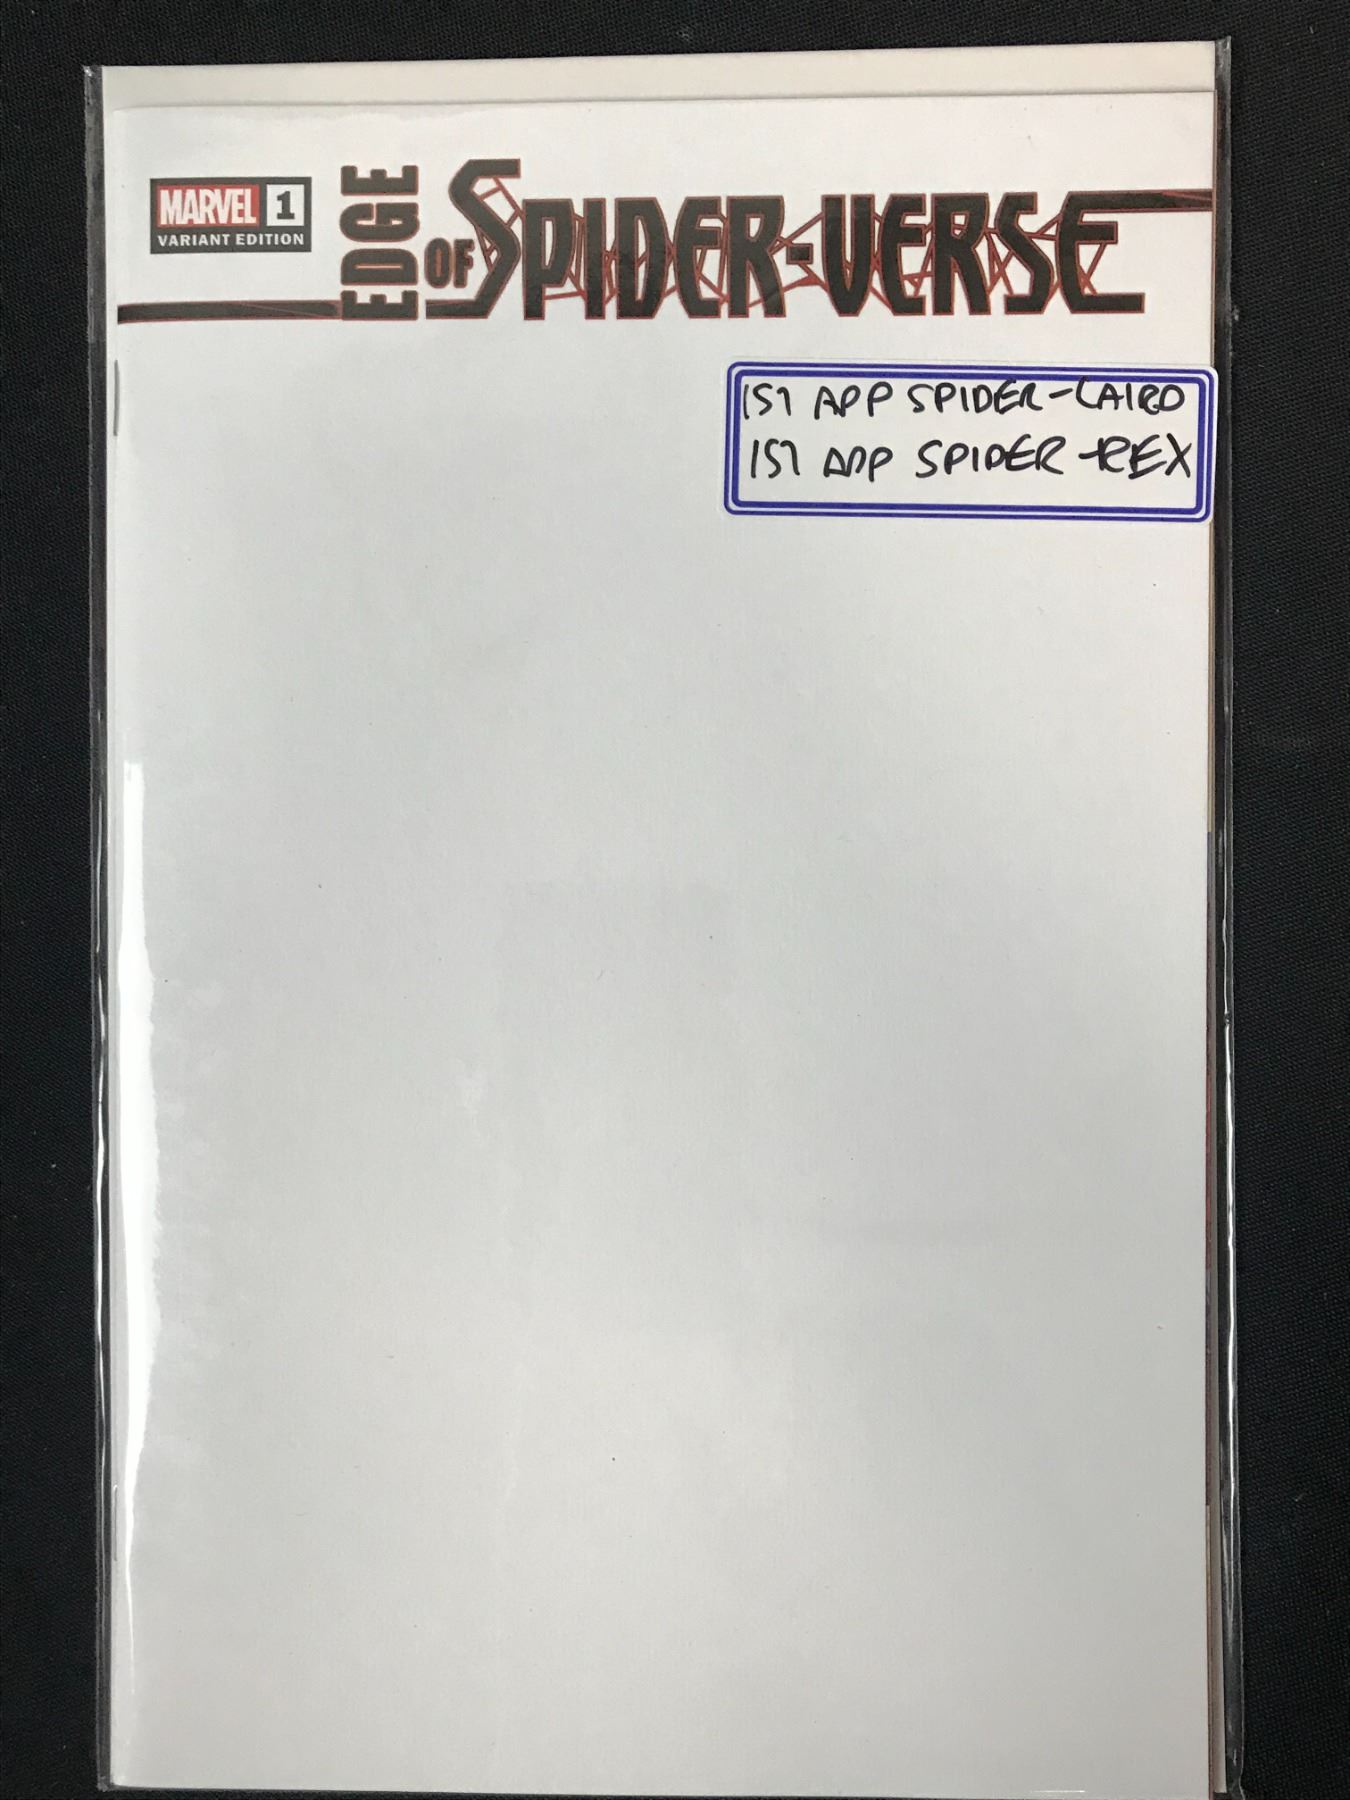 MARVEL 1
VARIANT EDITION
EDGE OF SPIDER-VERSE
1ST APP SPIDER-LAIRD
1ST APP SPIDER-REX